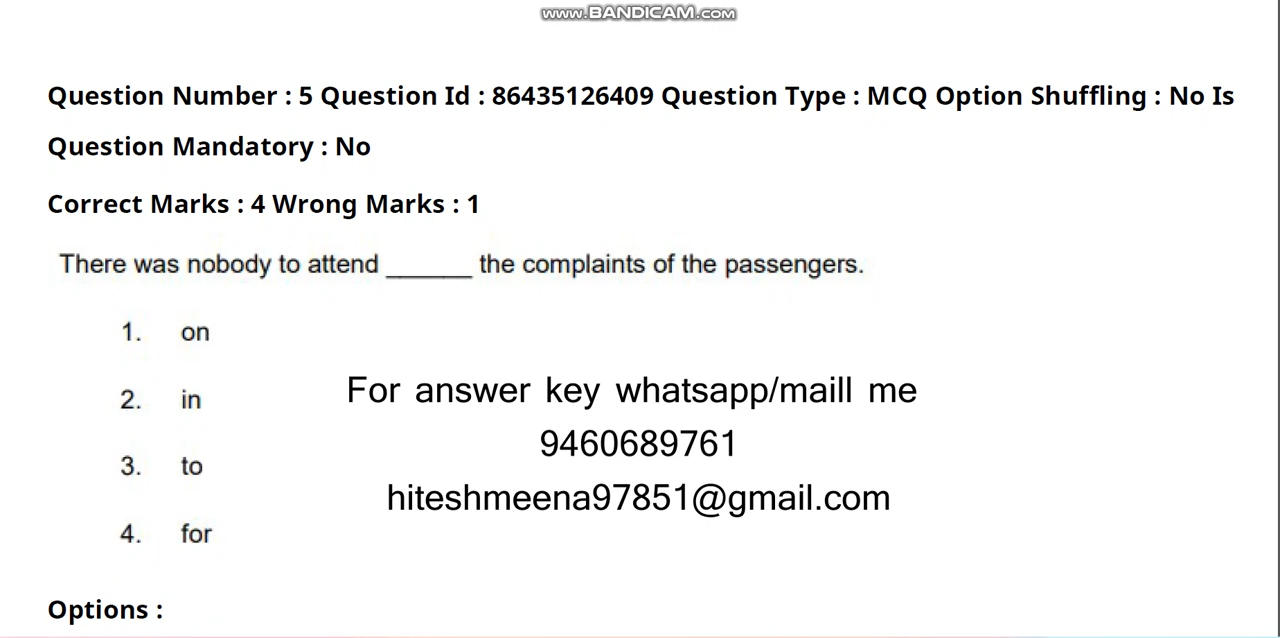 www.BANDICAM.com
Question Number : 5 Question Id : 86435126409 Question Type : MCQ Option Shuffling : No Is
Question Mandatory : No
Correct Marks : 4 Wrong Marks : 1
There was nobody to attend ______ the complaints of the passengers.
1. on
2. in
3. to
4. for
For answer key whatsapp/maill me
9460689761
hiteshmeena97851@gmail.com
Options :